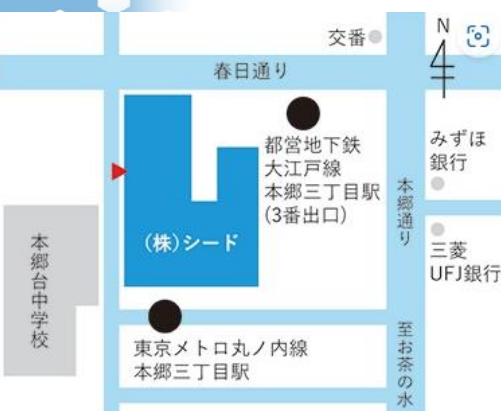 交番
N
春日通り
都営地下鉄
大江戸線
本郷三丁目駅
(3番出口)
みずほ
銀行
本郷通り
(株)シード
三菱
UFJ銀行
本郷台中学校
東京メトロ丸ノ内線
本郷三丁目駅
至お茶の水